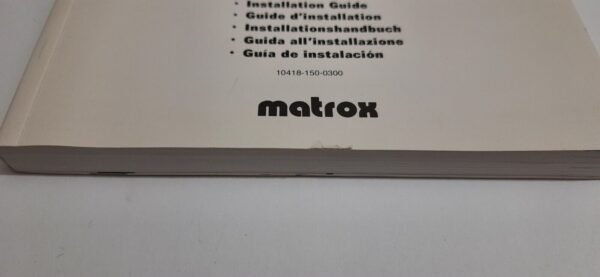 • Installation Guide
• Guide d'installation
• Installationshandbuch
• Guida all'installazione
• Guía de instalación
10418-150-0300
matrox